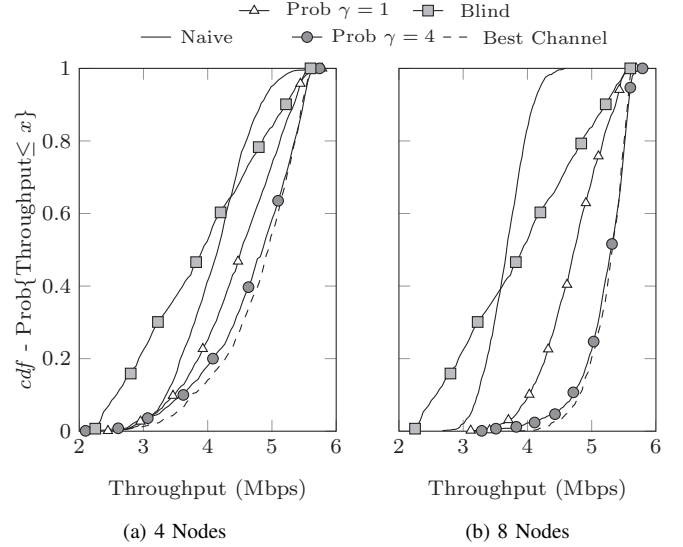 Prob γ = 1 Blind
Naive Prob γ = 4 Best Channel
cdf - Prob{Throughput≤ x}
1
0.8
0.6
0.4
0.2
0
2 3 4 5 6
Throughput (Mbps)
(a) 4 Nodes
2 3 4 5 6
Throughput (Mbps)
(b) 8 Nodes